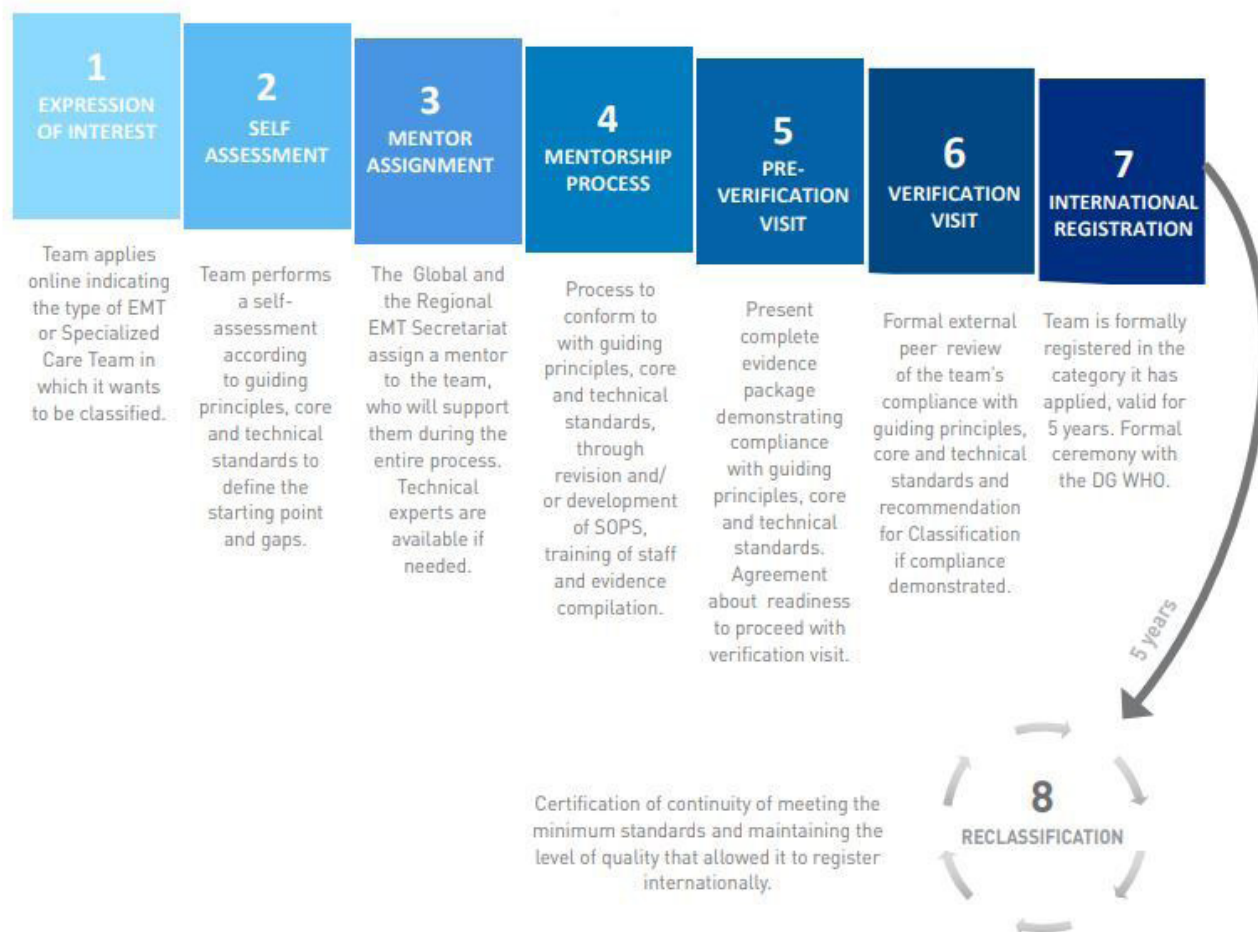 1
EXPRESSION
OF INTEREST
Team applies
online indicating
the type of EMT
or Specialized
Care Team in
which it wants
to be classified.
2
SELF
ASSESSMENT
Team performs
a self-
assessment
according
to guiding
principles, core
and technical
standards to
define the
starting point
and gaps.
3
MENTOR
ASSIGNMENT
The Global and
the Regional
EMT Secretariat
assign a mentor
to the team,
who will support
them during the
entire process.
Technical
experts are
available if
needed.
4
MENTORSHIP
PROCESS
Process to
conform to
with guiding
principles, core
and technical
standards,
through
revision and/
or development
of SOPS,
training of staff
and evidence
compilation.
5
PRE-
VERIFICATION
VISIT
Present
complete
evidence
package
demonstrating
compliance
with guiding
principles, core
and technical
standards.
Agreement
about readiness
to proceed with
verification visit.
6
VERIFICATION
VISIT
Formal external
peer review
of the team's
compliance with
guiding principles,
core and technical
standards and
recommendation
for Classification
if compliance
demonstrated.
7
INTERNATIONAL
REGISTRATION
Team is formally
registered in the
category it has
applied, valid for
5 years. Formal
ceremony with
the DG WHO.
5 years
8
RECLASSIFICATION
Certification of continuity of meeting the
minimum standards and maintaining the
level of quality that allowed it to register
internationally.